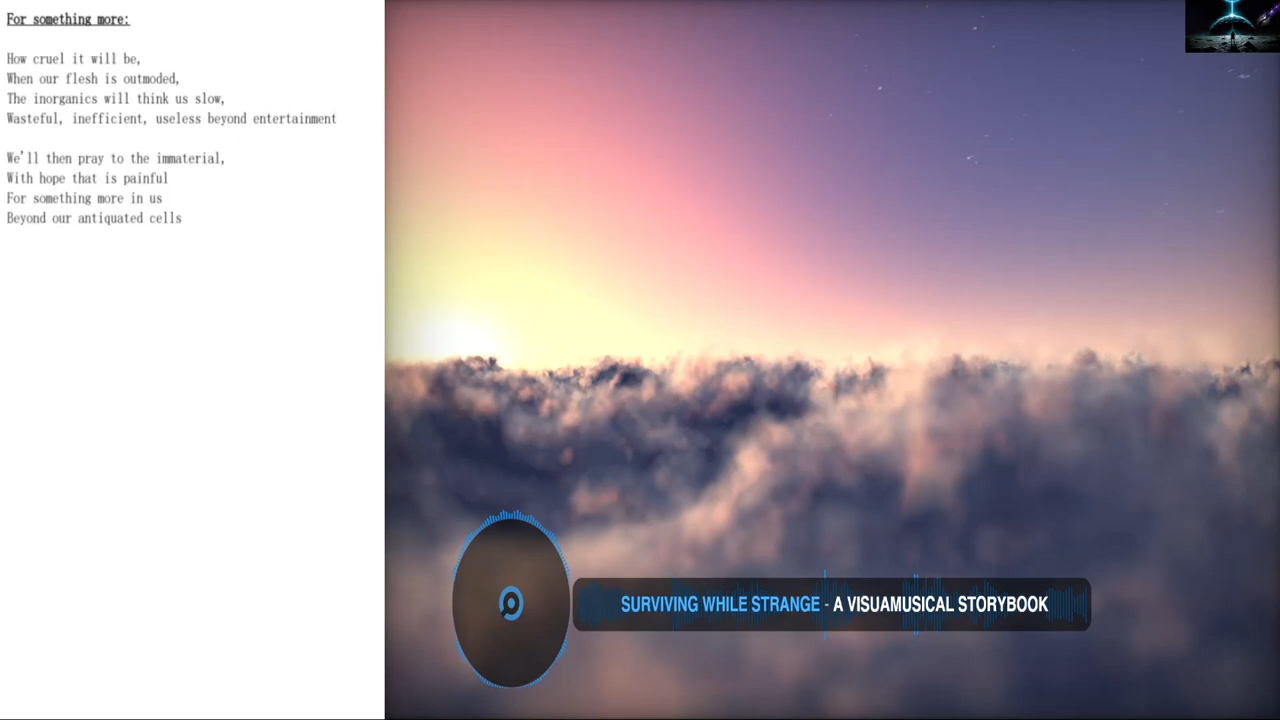 For something more:
How cruel it will be,
When our flesh is outmoded,
The inorganics will think us slow,
Wasteful, inefficient, useless beyond entertainment
We'll then pray to the immaterial,
With hope that is painful
For something more in us
Beyond our antiquated cells
SURVIVING WHILE STRANGE - A VISUAMUSICAL STORYBOOK